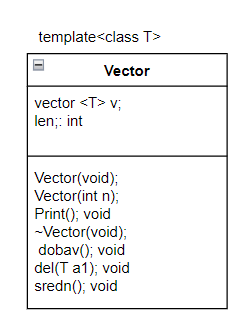 template<class T>
Vector
vector <T> v;
len;: int
Vector(void);
Vector(int n);
Print(); void
~Vector(void);
dobav(); void
del(T a1); void
sredn(); void